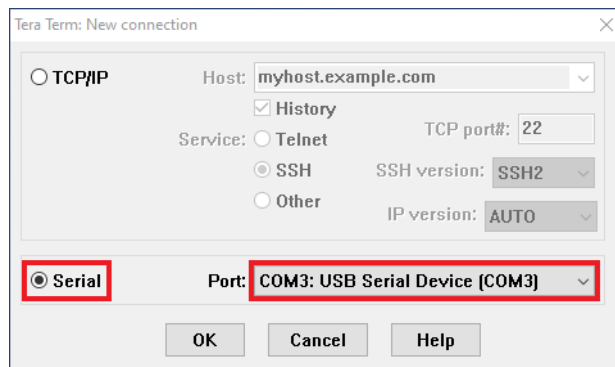 Tera Term: New connection
TCP/IP
Host: myhost.example.com
History
Service: Telnet
TCP port#: 22
SSH
SSH version: SSH2
Other
IP version: AUTO
Serial
Port: COM3: USB Serial Device (COM3)
OK Cancel Help